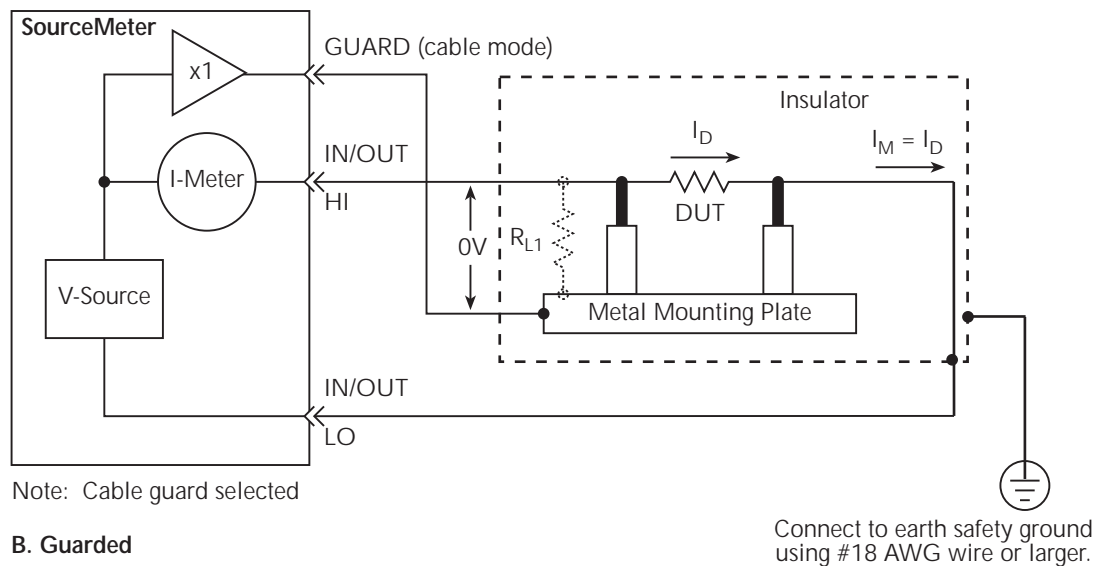 SourceMeter
GUARD (cable mode)
x1
Insulator
I-Meter
IN/OUT
HI
I_D
I_M = I_D
DUT
0V
R_L1
V-Source
Metal Mounting Plate
IN/OUT
LO
Note: Cable guard selected
B. Guarded
Connect to earth safety ground
using #18 AWG wire or larger.